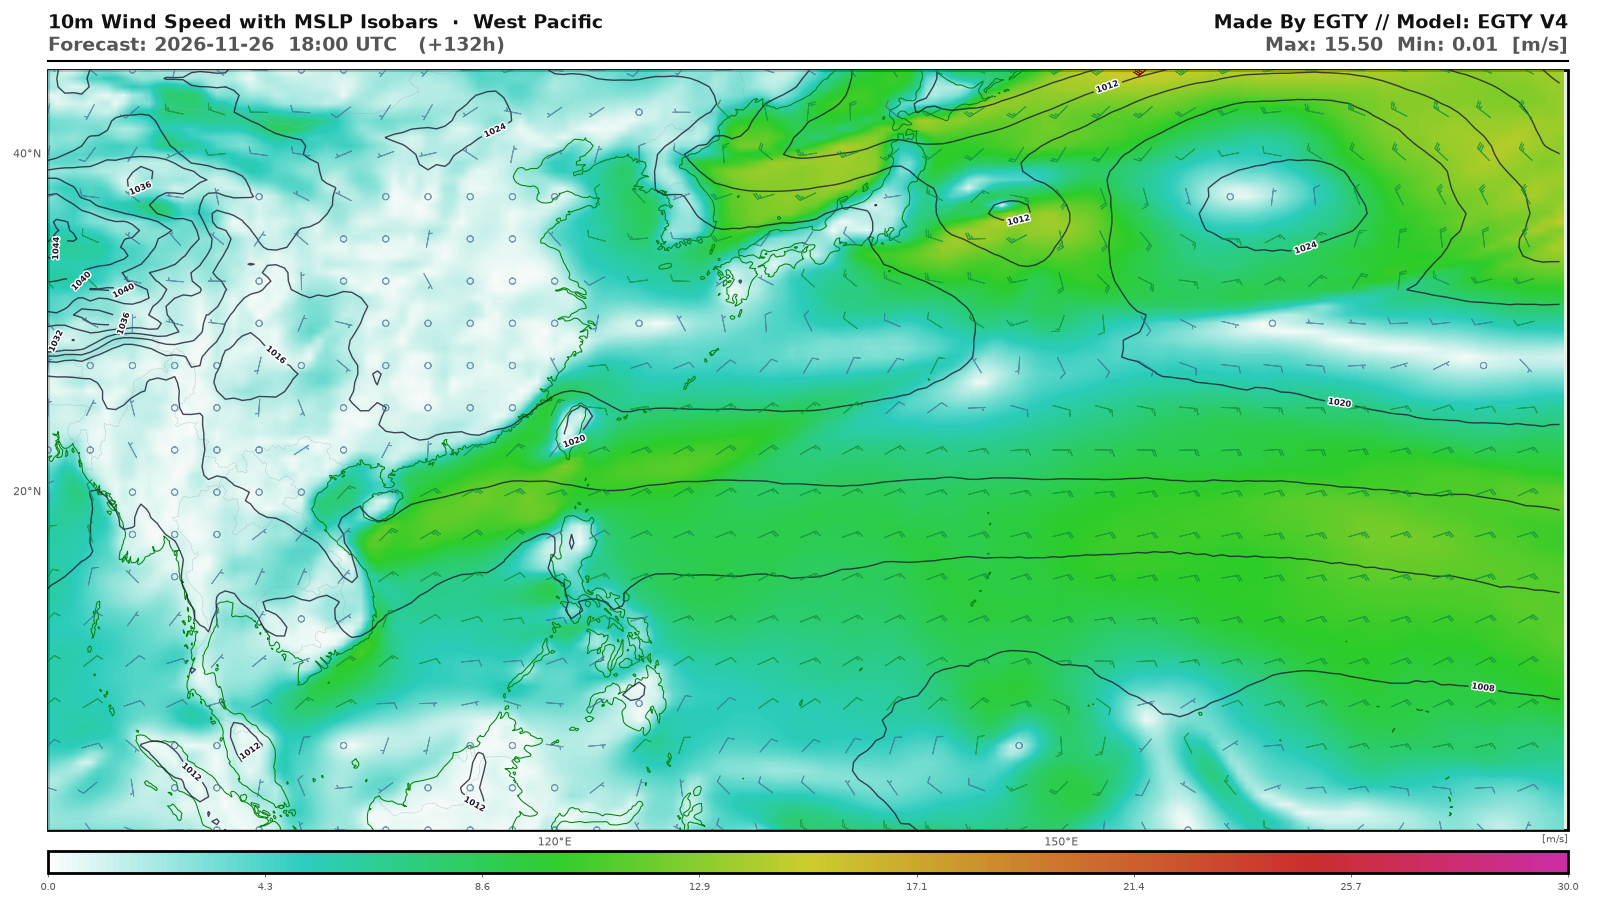 10m Wind Speed with MSLP Isobars · West Pacific
Made By EGTY // Model: EGTY V4
Forecast: 2026-11-26 18:00 UTC (+132h)
Max: 15.50 Min: 0.01 [m/s]
1012
1024
40°N
1036
1012
1044
1024
1040
1040
1036
1032
1016
1020
1020
20°N
1008
1012
1012
1012
120°E
150°E
[m/s]
0.0
4.3
8.6
12.9
17.1
21.4
25.7
30.0